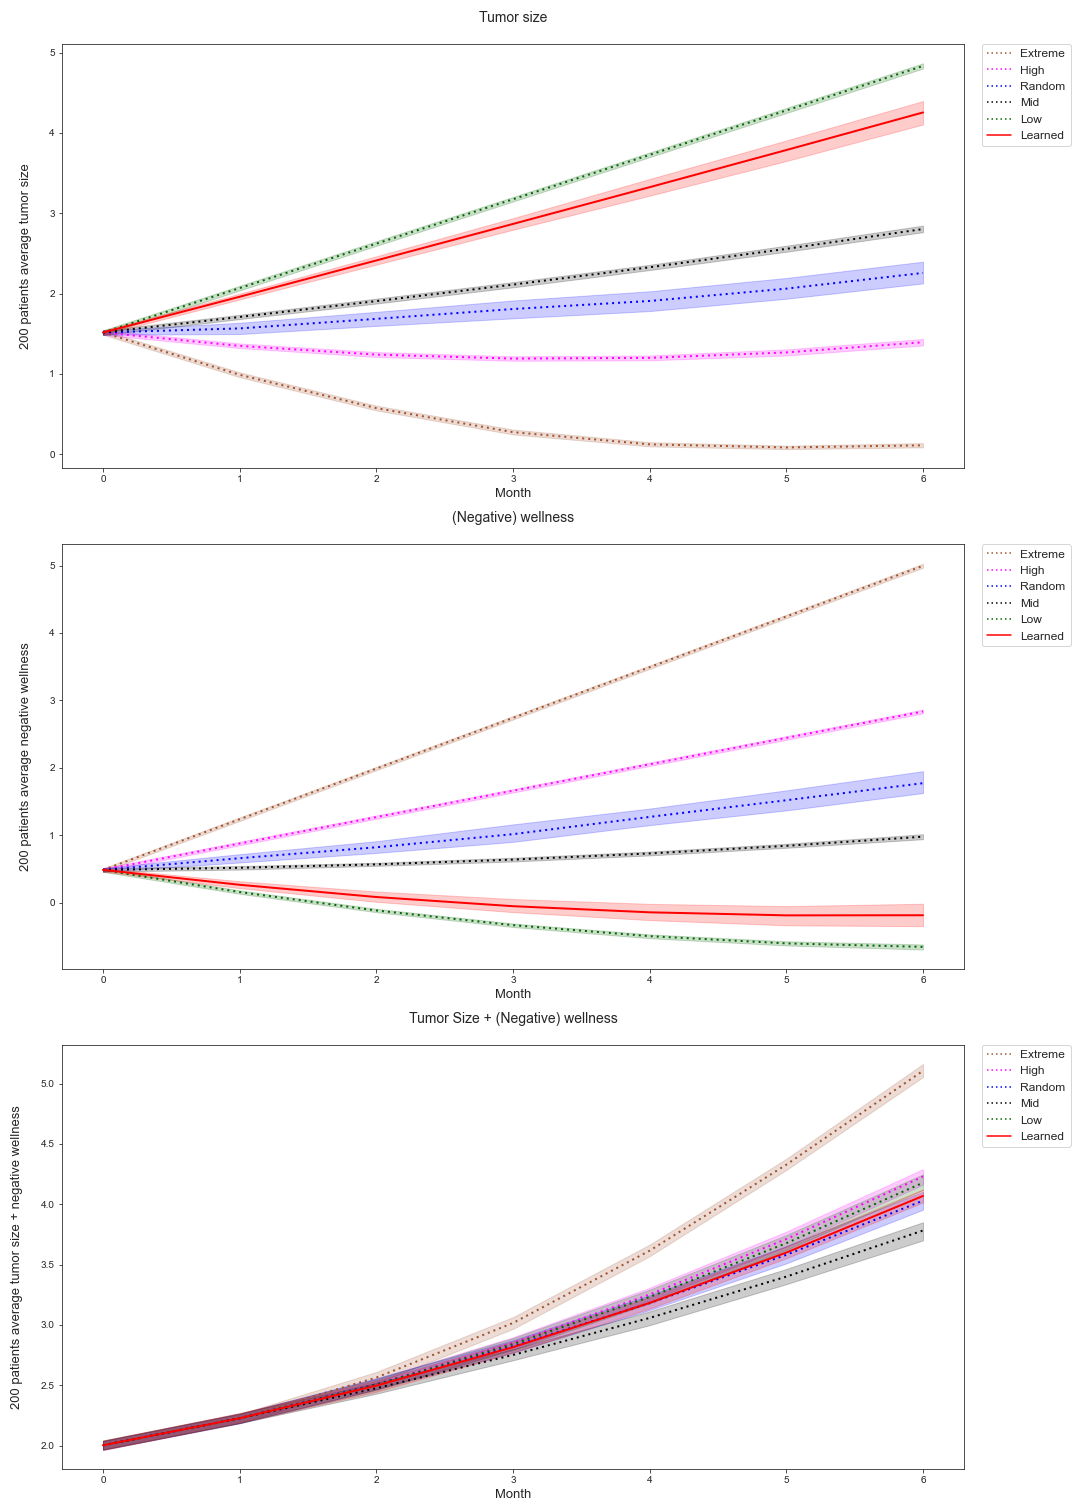 Tumor size
5
4
3
2
1
0
200 patients average tumor size
0 1 2 3 4 5 6
Month
Extreme
High
Random
Mid
Low
Learned
(Negative) wellness
5
4
3
2
1
0
200 patients average negative wellness
0 1 2 3 4 5 6
Month
Extreme
High
Random
Mid
Low
Learned
Tumor Size + (Negative) wellness
5.0
4.5
4.0
3.5
3.0
2.5
2.0
200 patients average tumor size + negative wellness
0 1 2 3 4 5 6
Month
Extreme
High
Random
Mid
Low
Learned